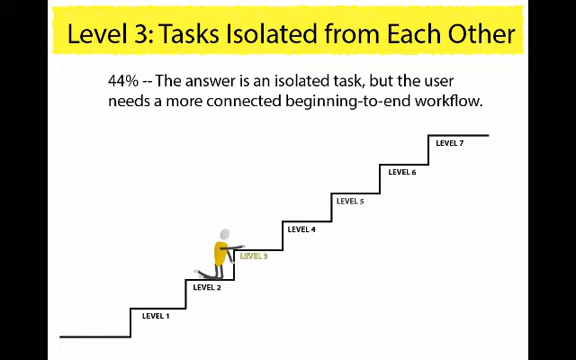 Level 3: Tasks Isolated from Each Other
44% -- The answer is an isolated task, but the user
needs a more connected beginning-to-end workflow.
LEVEL 7
LEVEL 6
LEVEL 5
LEVEL 4
LEVEL 3
LEVEL 2
LEVEL 1